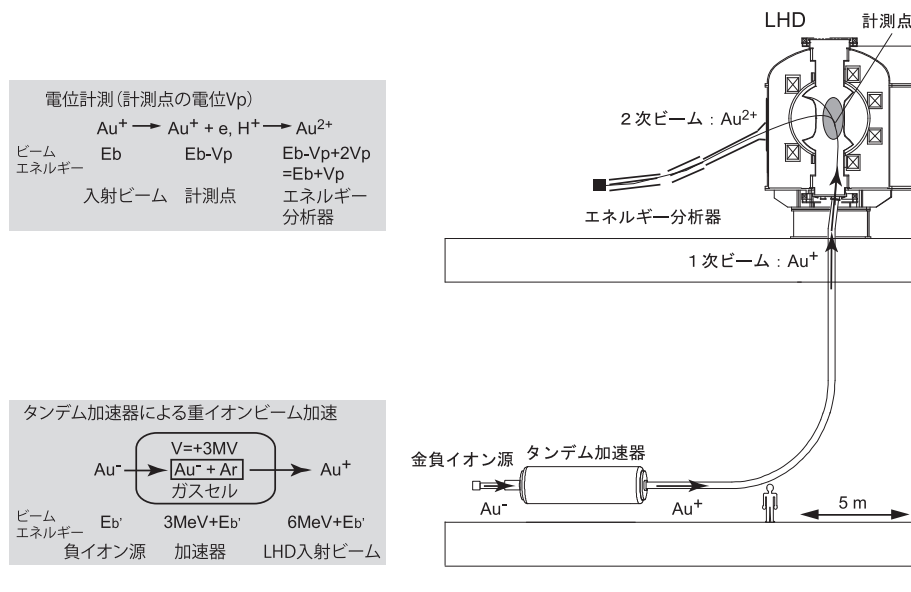 電位計測（計測点の電位Vp）
Au⁺ → Au⁺ + e, H⁺ → Au²⁺
ビーム
エネルギー
Eb Eb-Vp Eb-Vp+2Vp
=Eb+Vp
入射ビーム 計測点 エネルギー
分析器
LHD
計測点
2次ビーム：Au²⁺
エネルギー分析器
1次ビーム：Au⁺
タンデム加速器による重イオンビーム加速
V=+3MV
Au⁻ → Au⁻ + Ar → Au⁺
ガスセル
ビーム
エネルギー
Eb' 3MeV+Eb' 6MeV+Eb'
負イオン源 加速器 LHD入射ビーム
金負イオン源 タンデム加速器
Au⁻ Au⁺
5 m